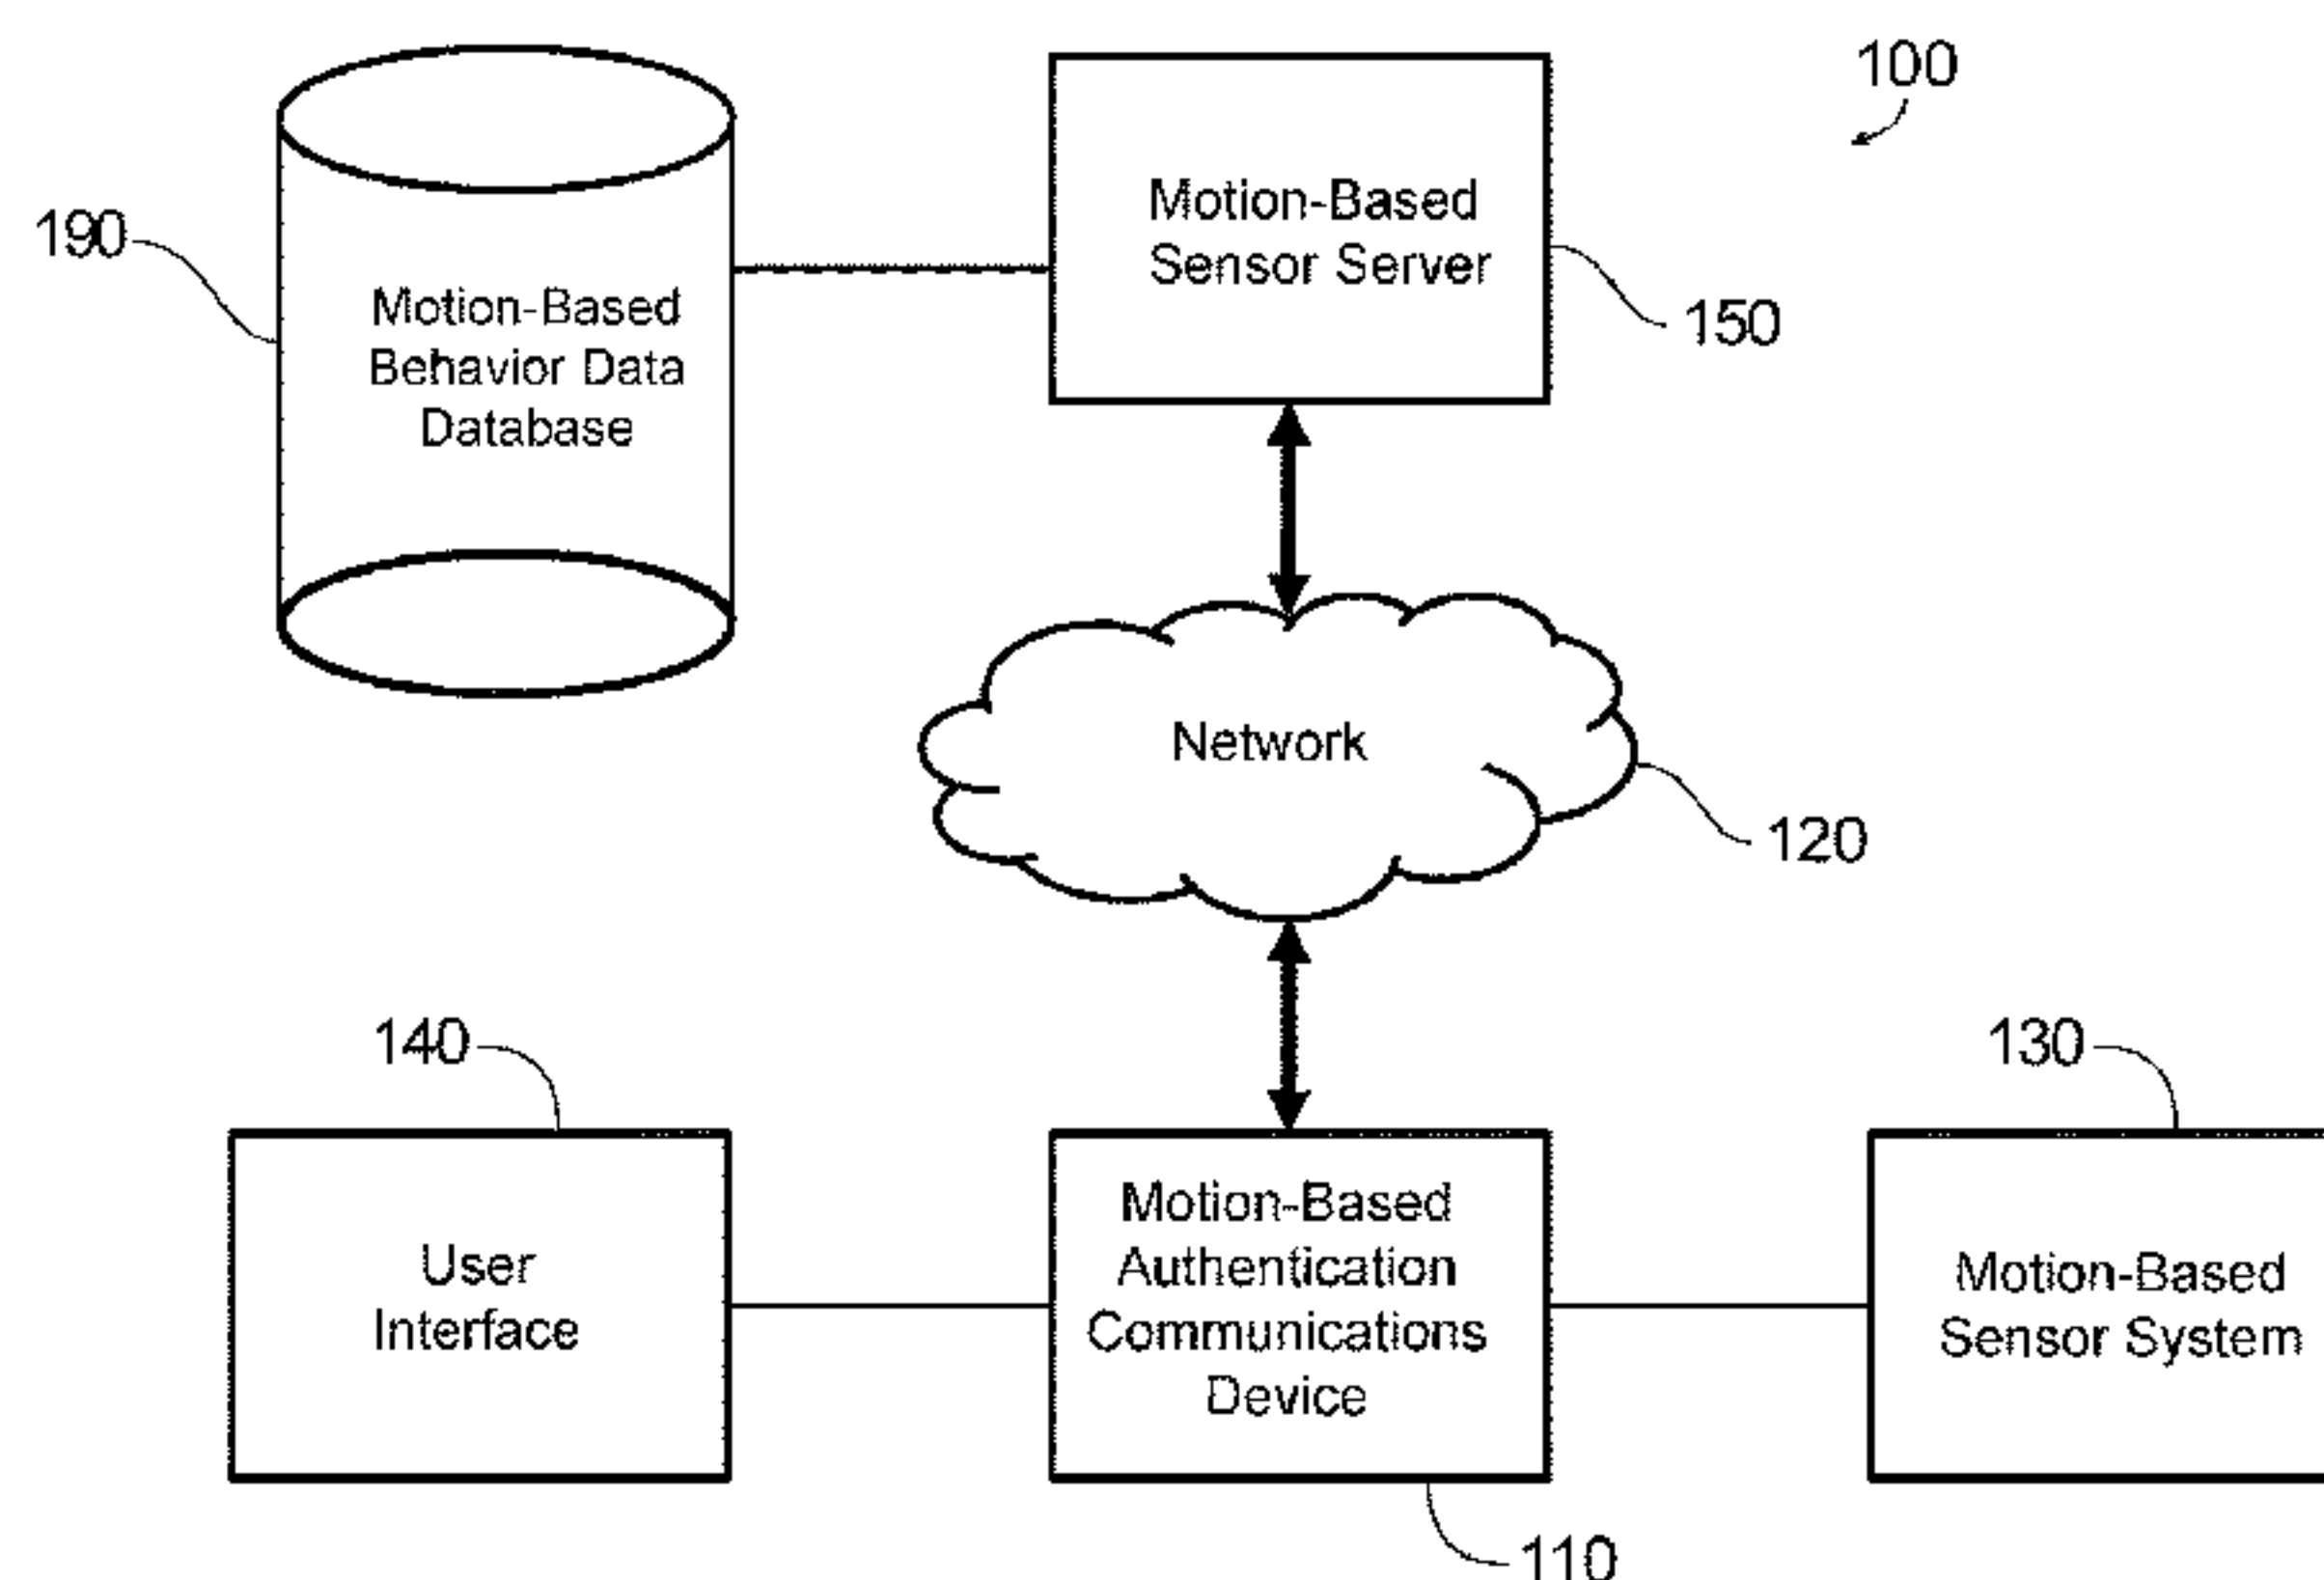 100
Motion-Based
Sensor Server
190
Motion-Based
Behavior Data
Database
150
Network
120
140
130
User
Interface
Motion-Based
Authentication
Communications
Device
Motion-Based
Sensor System
110